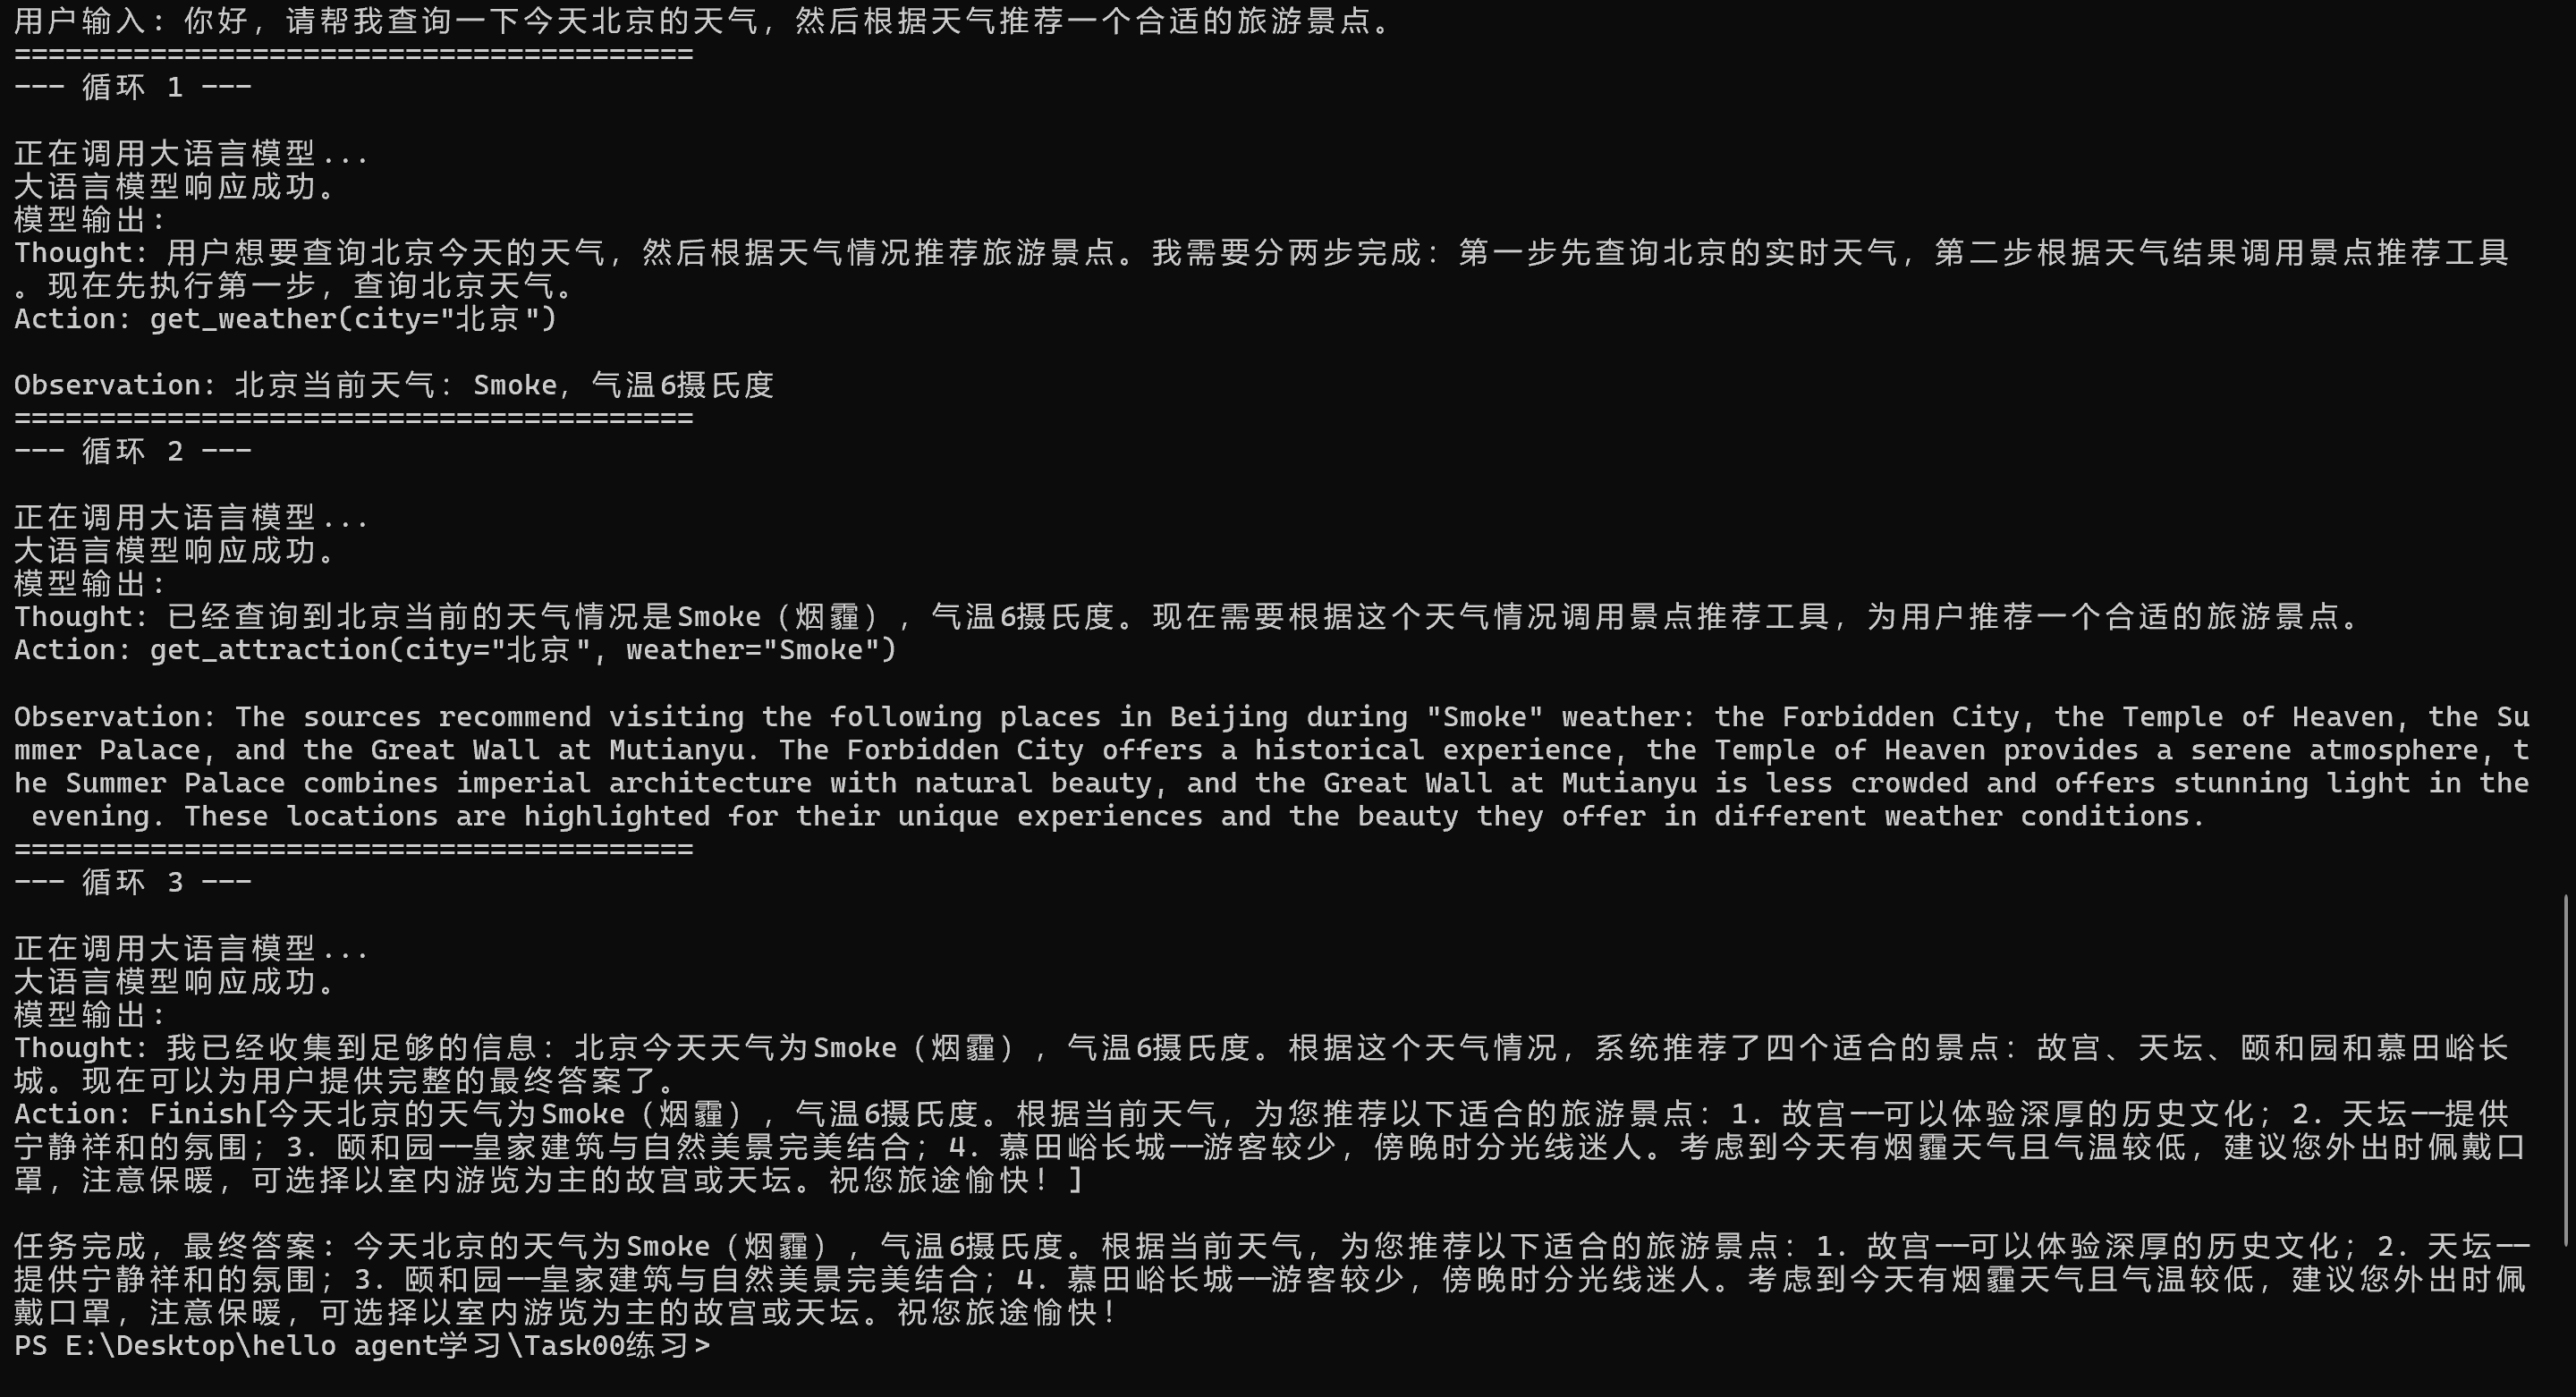 用户输入: 你好，请帮我查询一下今天北京的天气，然后根据天气推荐一个合适的旅游景点。
========================================
--- 循环 1 ---
正在调用大语言模型...
大语言模型响应成功。
模型输出:
Thought: 用户想要查询北京今天的天气，然后根据天气情况推荐旅游景点。我需要分两步完成：第一步先查询北京的实时天气，第二步根据天气结果调用景点推荐工具
。现在先执行第一步，查询北京天气。
Action: get_weather(city="北京")
Observation: 北京当前天气: Smoke, 气温6摄氏度
========================================
--- 循环 2 ---
正在调用大语言模型...
大语言模型响应成功。
模型输出:
Thought: 已经查询到北京当前的天气情况是Smoke（烟霾），气温6摄氏度。现在需要根据这个天气情况调用景点推荐工具，为用户推荐一个合适的旅游景点。
Action: get_attraction(city="北京", weather="Smoke")
Observation: The sources recommend visiting the following places in Beijing during "Smoke" weather: the Forbidden City, the Temple of Heaven, the Su
mmer Palace, and the Great Wall at Mutianyu. The Forbidden City offers a historical experience, the Temple of Heaven provides a serene atmosphere, t
he Summer Palace combines imperial architecture with natural beauty, and the Great Wall at Mutianyu is less crowded and offers stunning light in the
 evening. These locations are highlighted for their unique experiences and the beauty they offer in different weather conditions.
========================================
--- 循环 3 ---
正在调用大语言模型...
大语言模型响应成功。
模型输出:
Thought: 我已经收集到足够的信息：北京今天天气为Smoke（烟霾），气温6摄氏度。根据这个天气情况，系统推荐了四个适合的景点：故宫、天坛、颐和园和慕田峪长
城。现在可以为用户提供完整的最终答案了。
Action: Finish[今天北京的天气为Smoke（烟霾），气温6摄氏度。根据当前天气，为您推荐以下适合的旅游景点：1. 故宫——可以体验深厚的历史文化；2. 天坛——提供
宁静祥和的氛围；3. 颐和园——皇家建筑与自然美景完美结合；4. 慕田峪长城——游客较少，傍晚时分光线迷人。考虑到今天有烟霾天气且气温较低，建议您外出时佩戴口
罩，注意保暖，可选择以室内游览为主的故宫或天坛。祝您旅途愉快！]
任务完成，最终答案: 今天北京的天气为Smoke（烟霾），气温6摄氏度。根据当前天气，为您推荐以下适合的旅游景点：1. 故宫——可以体验深厚的历史文化；2. 天坛——
提供宁静祥和的氛围；3. 颐和园——皇家建筑与自然美景完美结合；4. 慕田峪长城——游客较少，傍晚时分光线迷人。考虑到今天有烟霾天气且气温较低，建议您外出时佩
戴口罩，注意保暖，可选择以室内游览为主的故宫或天坛。祝您旅途愉快！
PS E:\Desktop\hello agent学习\Task00练习>